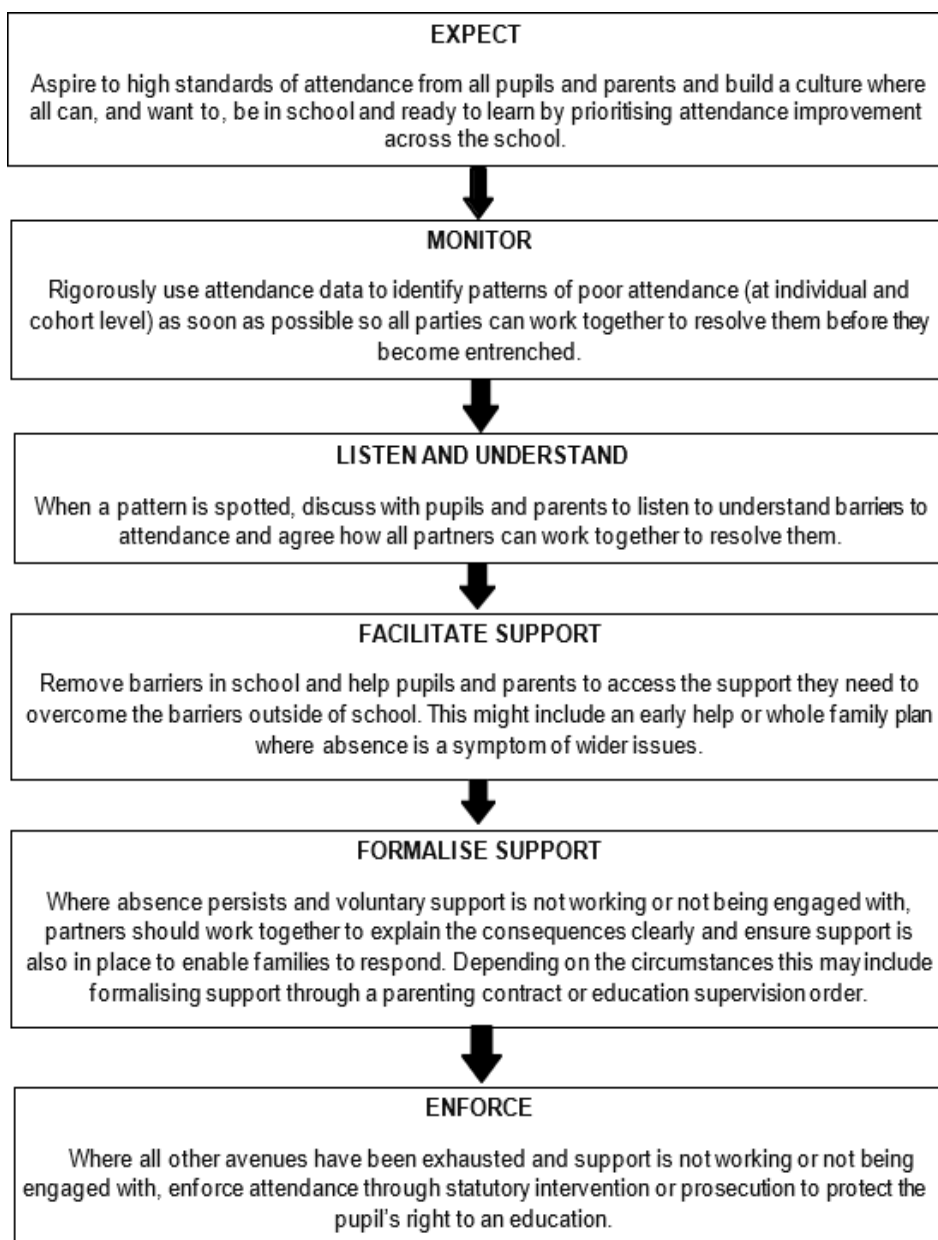 EXPECT
Aspire to high standards of attendance from all pupils and parents and build a culture where
all can, and want to, be in school and ready to learn by prioritising attendance improvement
across the school.
MONITOR
Rigorously use attendance data to identify patterns of poor attendance (at individual and
cohort level) as soon as possible so all parties can work together to resolve them before they
become entrenched.
LISTEN AND UNDERSTAND
When a pattern is spotted, discuss with pupils and parents to listen to understand barriers to
attendance and agree how all partners can work together to resolve them.
FACILITATE SUPPORT
Remove barriers in school and help pupils and parents to access the support they need to
overcome the barriers outside of school. This might include an early help or whole family plan
where absence is a symptom of wider issues.
FORMALISE SUPPORT
Where absence persists and voluntary support is not working or not being engaged with,
partners should work together to explain the consequences clearly and ensure support is
also in place to enable families to respond. Depending on the circumstances this may include
formalising support through a parenting contract or education supervision order.
ENFORCE
Where all other avenues have been exhausted and support is not working or not being
engaged with, enforce attendance through statutory intervention or prosecution to protect the
pupil's right to an education.